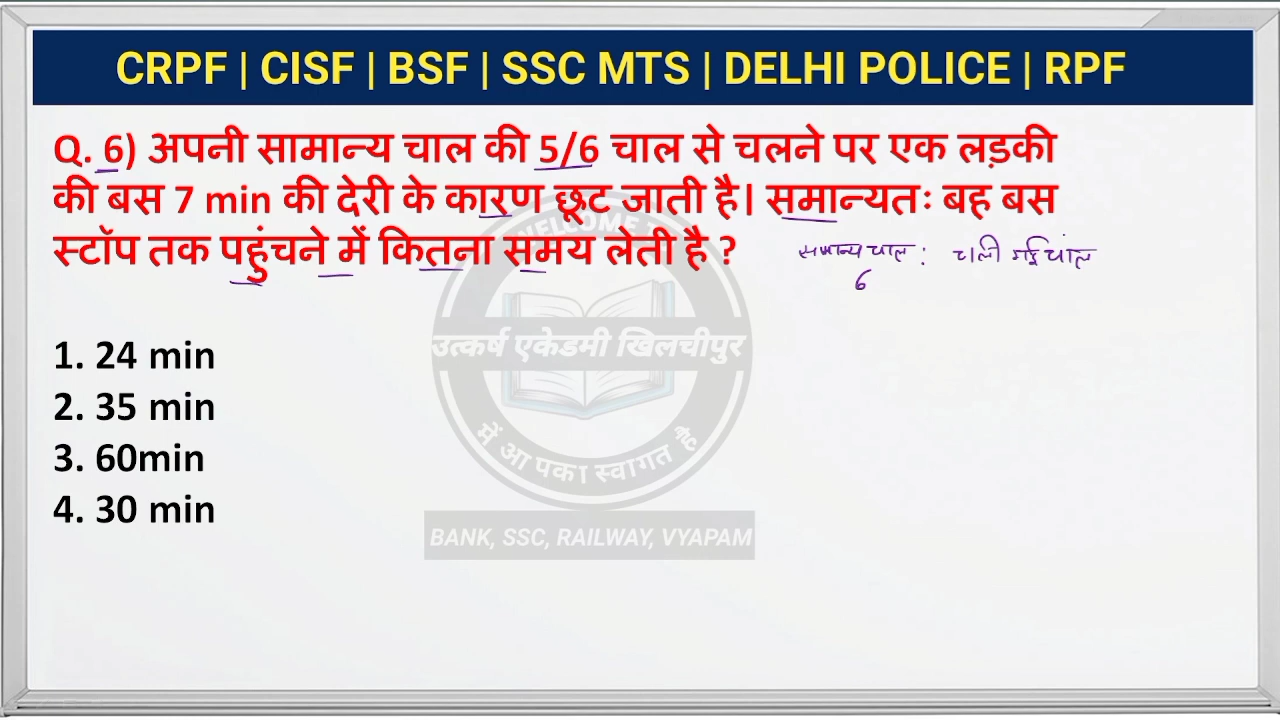 CRPF | CISF | BSF | SSC MTS | DELHI POLICE | RPF
Q. 6) अपनी सामान्य चाल की 5/6 चाल से चलने पर एक लड़की
की बस 7 min की देरी के कारण छूट जाती है। समान्यतः बह बस
स्टॉप तक पहुंचने में कितना समय लेती है ?
समान्य चाल : चली गई चाल
6
1. 24 min
2. 35 min
3. 60min
4. 30 min
WELCOME TO
उत्कर्ष एकेडमी खिलचीपुर
में आपका स्वागत है
BANK, SSC, RAILWAY, VYAPAM